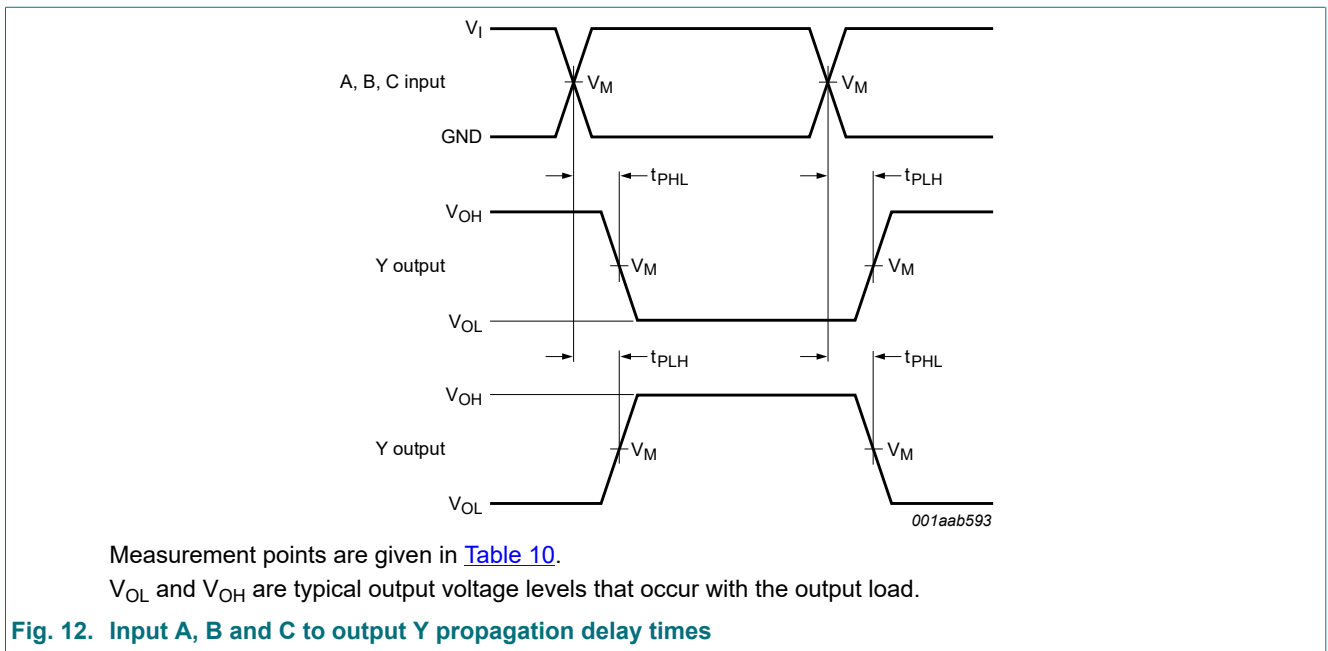 V_I
A, B, C input
V_M V_M
GND
t_PHL t_PLH
V_OH
Y output
V_M V_M
V_OL
t_PLH t_PHL
V_OH
Y output
V_M V_M
V_OL
001aab593
Measurement points are given in Table 10.
V_OL and V_OH are typical output voltage levels that occur with the output load.
Fig. 12. Input A, B and C to output Y propagation delay times